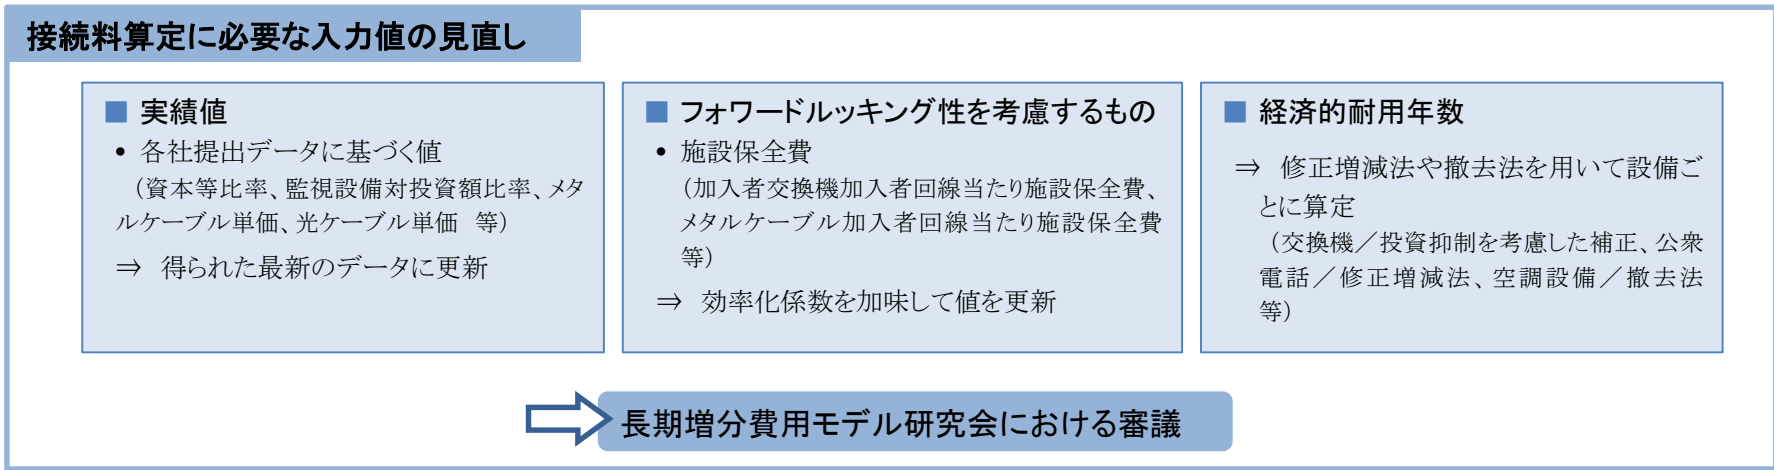 接続料算定に必要な入力値の見直し
■ 実績値
• 各社提出データに基づく値
（資本等比率、監視設備対投資額比率、メタ
ルケーブル単価、光ケーブル単価　等）
⇒　得られた最新のデータに更新
■ フォワードルッキング性を考慮するもの
• 施設保全費
（加入者交換機加入者回線当たり施設保全費、
メタルケーブル加入者回線当たり施設保全費
等）
⇒　効率化係数を加味して値を更新
■ 経済的耐用年数
⇒　修正増減法や撤去法を用いて設備ご
とに算定
（交換機／投資抑制を考慮した補正、公衆
電話／修正増減法、空調設備／撤去法
等）
長期増分費用モデル研究会における審議